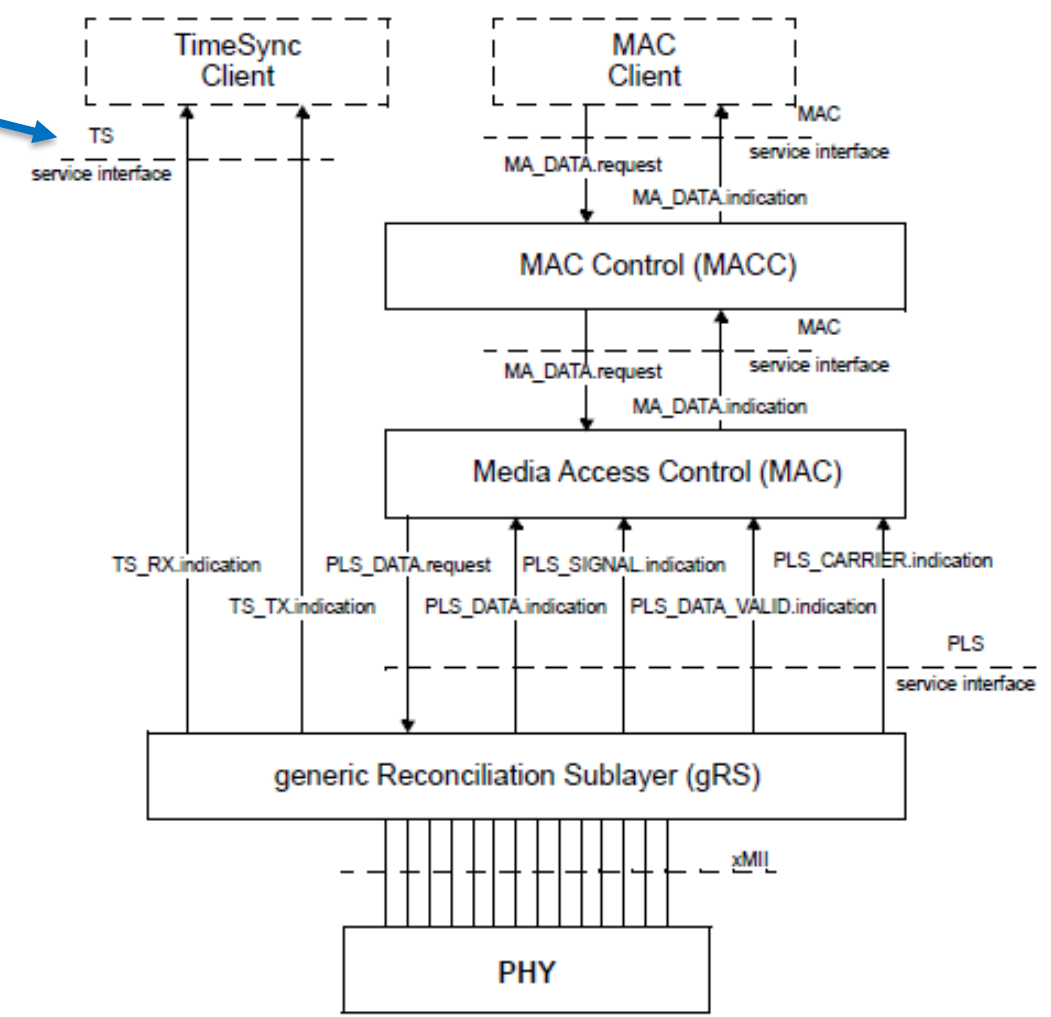 TimeSync
Client
MAC
Client
TS
service interface
MAC
service interface
MA_DATA.request
MA_DATA.indication
MAC Control (MACC)
MAC
service interface
MA_DATA.request
MA_DATA.indication
Media Access Control (MAC)
TS_RX.indication
PLS_DATA.request
PLS_SIGNAL.indication
PLS_CARRIER.indication
TS_TX.indication
PLS_DATA.indication
PLS_DATA_VALID.indication
PLS
service interface
generic Reconciliation Sublayer (gRS)
xMII
PHY